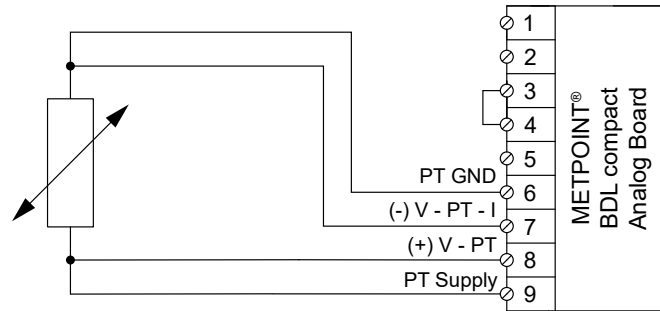 1
2
3
4
5
PT GND
6
(-) V - PT - I
7
(+) V - PT
8
PT Supply
9
METPOINT®
BDL compact
Analog Board